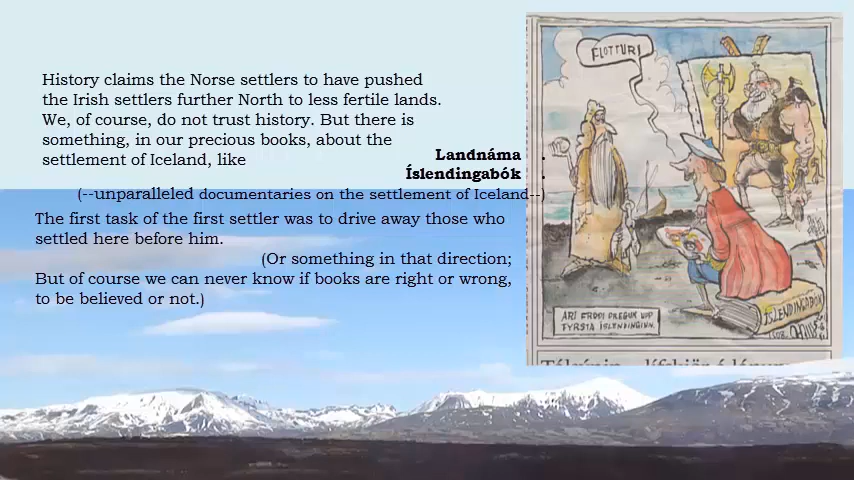 History claims the Norse settlers to have pushed
the Irish settlers further North to less fertile lands.
We, of course, do not trust history. But there is
something, in our precious books, about the
settlement of Iceland, like
Landnáma .
Íslendingabók .
(--unparalleled documentaries on the settlement of Iceland--)
The first task of the first settler was to drive away those who
settled here before him.
(Or something in that direction;
But of course we can never know if books are right or wrong,
to be believed or not.)
FLOTTUR!
ÍSLENDINGABÓK
ARI FRÓÐI DREGUR UPP
FYRSTA ÍSLENDINGINN.